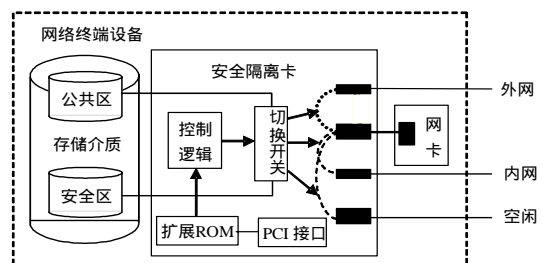 网络终端设备
安全隔离卡
公共区
外网
控制
逻辑
切换开关
网卡
存储介质
内网
安全区
空闲
扩展ROM
PCI 接口